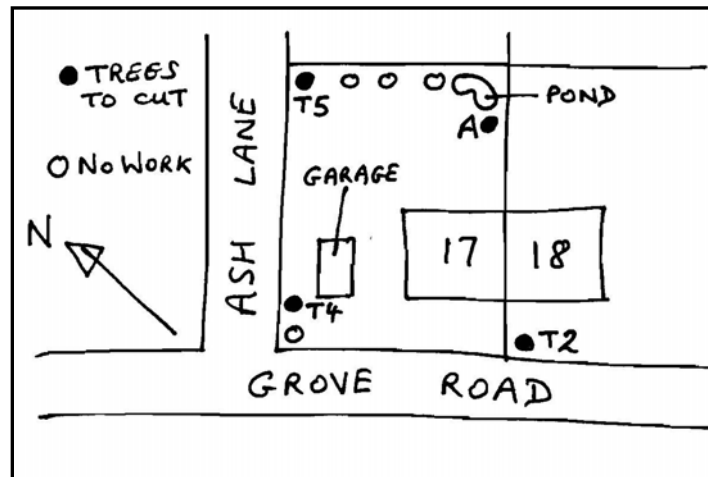 TREES
TO CUT
NO WORK
N
ASH LANE
T5
A
POND
GARAGE
17
18
T4
T2
GROVE ROAD